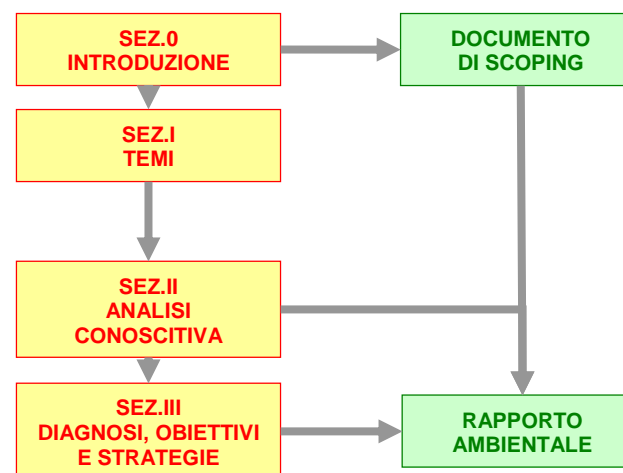 SEZ.0
INTRODUZIONE
DOCUMENTO
DI SCOPING
SEZ.I
TEMI
SEZ.II
ANALISI
CONOSCITIVA
SEZ.III
DIAGNOSI, OBIETTIVI
E STRATEGIE
RAPPORTO
AMBIENTALE